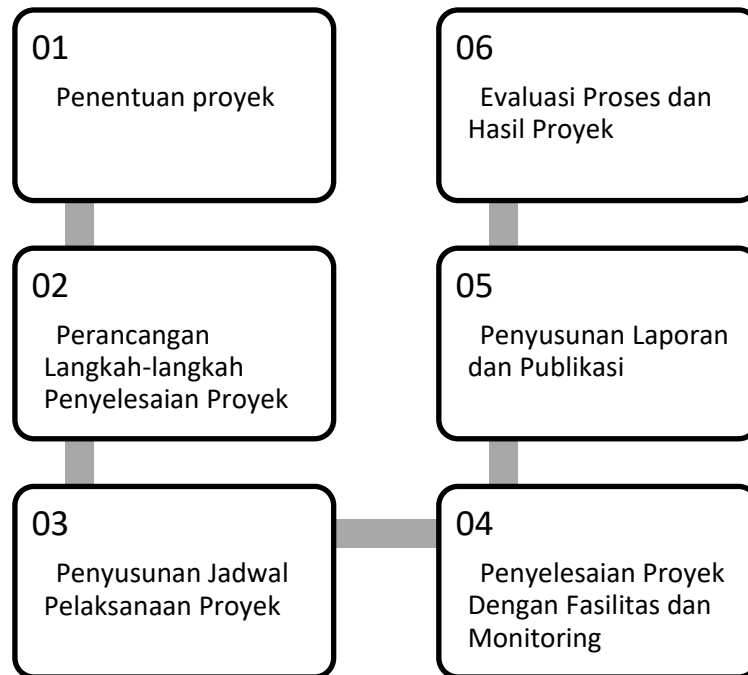 01
Penentuan proyek
02
Perancangan
Langkah-langkah
Penyelesaian Proyek
03
Penyusunan Jadwal
Pelaksanaan Proyek
04
Penyelesaian Proyek
Dengan Fasilitas dan
Monitoring
05
Penyusunan Laporan
dan Publikasi
06
Evaluasi Proses dan
Hasil Proyek